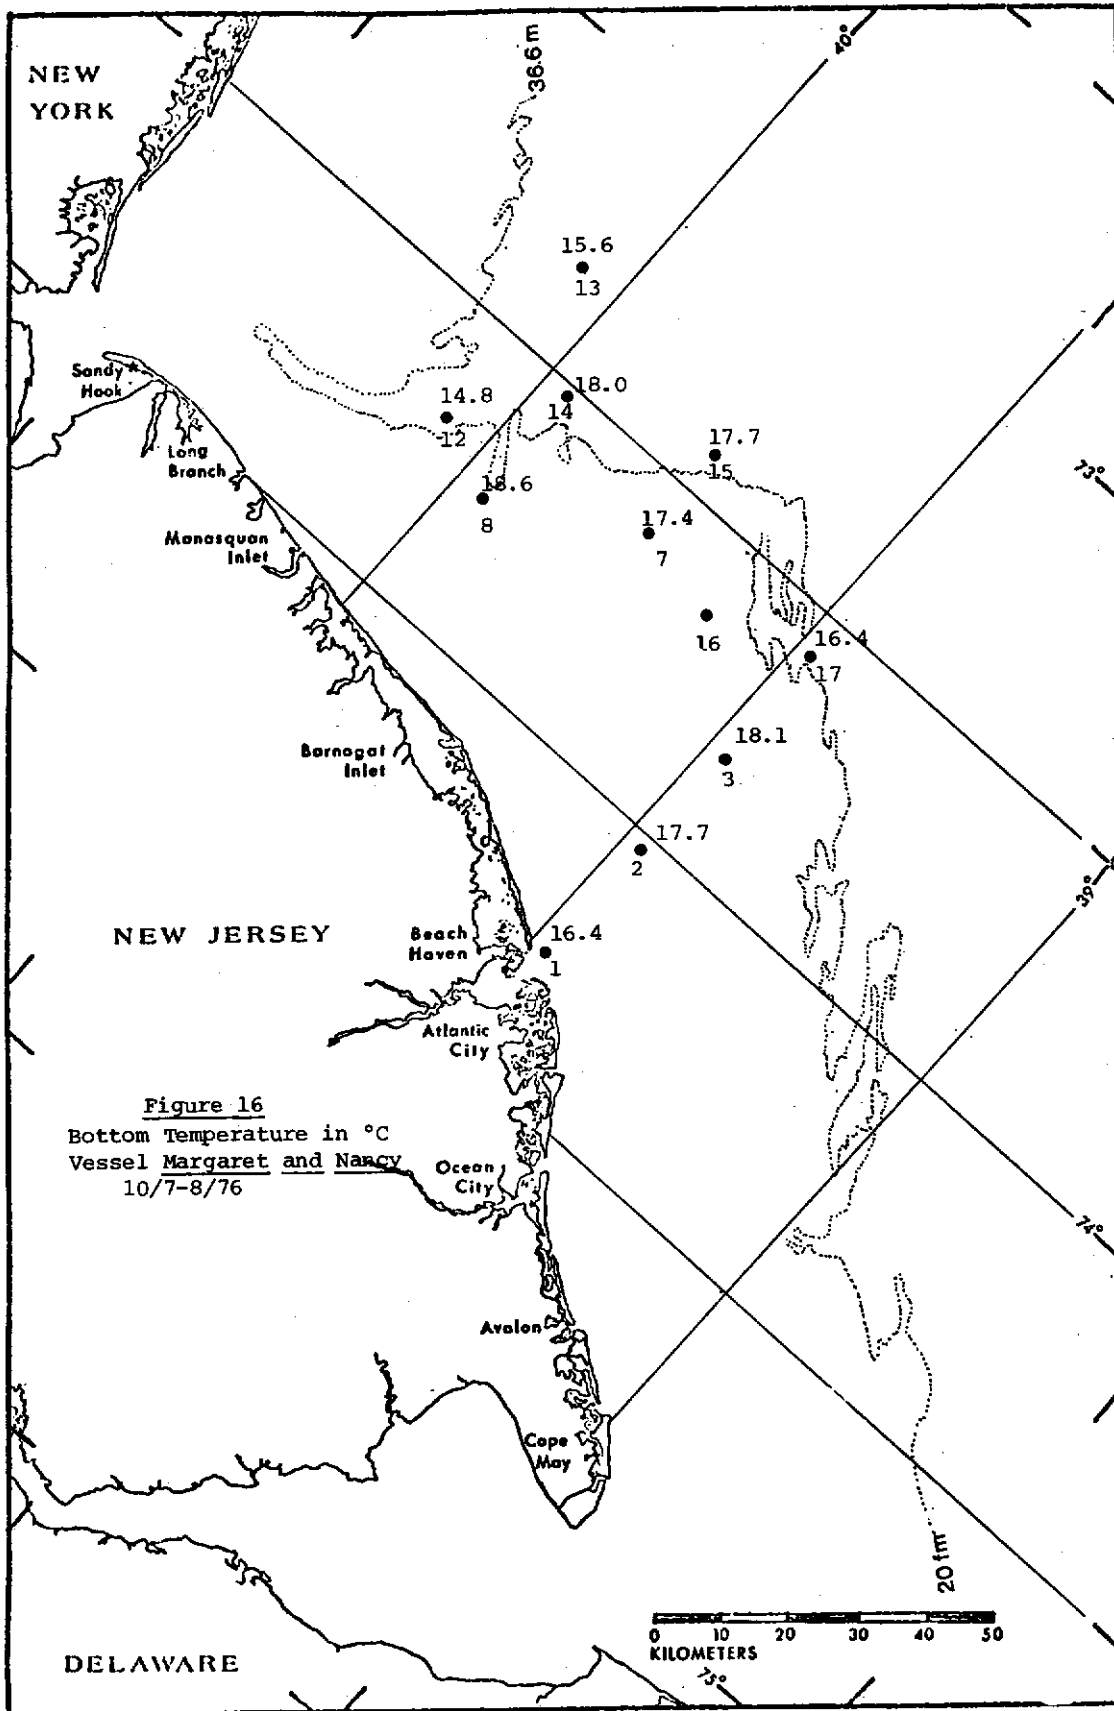 NEW
YORK
36.6 m
40°
15.6
13
Sandy
Hook
14.8
12
18.0
14
17.7
15
73°
Long
Branch
18.6
8
17.4
7
Manasquan
Inlet
16
16.4
17
Barnegat
Inlet
18.1
3
17.7
2
39°
NEW JERSEY
Beach
Haven
16.4
1
Atlantic
City
Figure 16
Bottom Temperature in °C
Vessel Margaret and Nancy
10/7-8/76
Ocean
City
74°
Avalon
Cape
May
20 fm
0 10 20 30 40 50
KILOMETERS
DELAWARE
75°